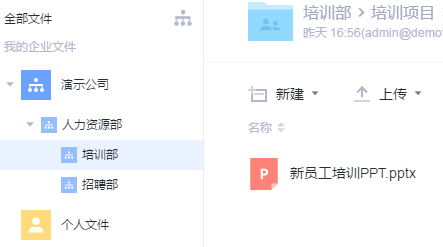 全部文件
我的企业文件
演示公司
人力资源部
培训部
招聘部
个人文件
培训部 > 培训项目
昨天 16:56(admin@demo
新建
上传
名称
P
新员工培训PPT.pptx